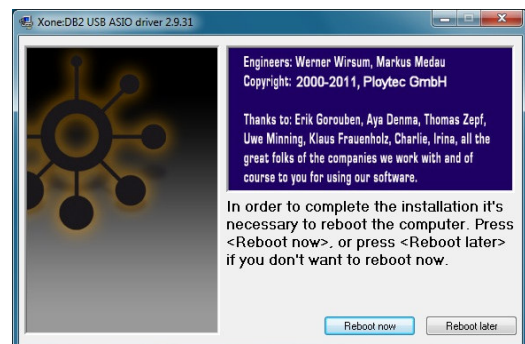 Xone:DB2 USB ASIO driver 2.9.31
Engineers: Werner Wirsum, Markus Medau
Copyright: 2000-2011, Ploytec GmbH
Thanks to: Erik Gorouben, Aya Denma, Thomas Zepf,
Uwe Minning, Klaus Frauenholz, Charlie, Irina, all the
great folks of the companies we work with and of
course to you for using our software.
In order to complete the installation it's
necessary to reboot the computer. Press
<Reboot now>, or press <Reboot later>
if you don't want to reboot now.
Reboot now
Reboot later